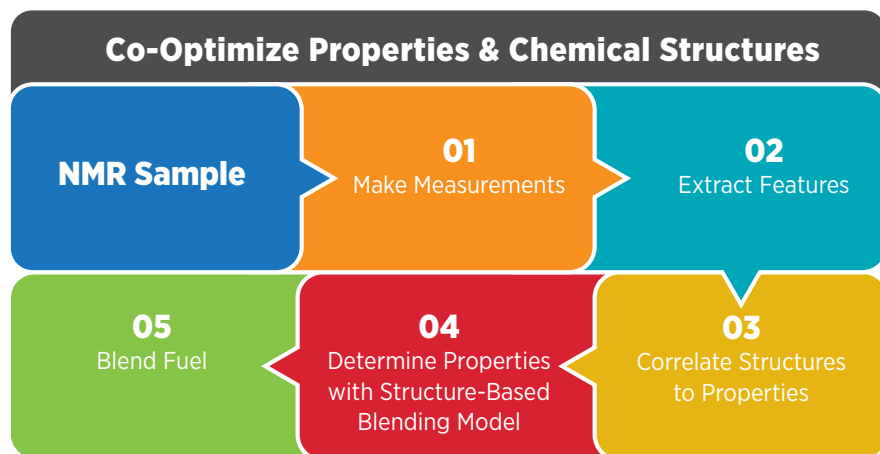 Co-Optimize Properties & Chemical Structures
NMR Sample
01
Make Measurements
02
Extract Features
03
Correlate Structures
to Properties
04
Determine Properties
with Structure-Based
Blending Model
05
Blend Fuel